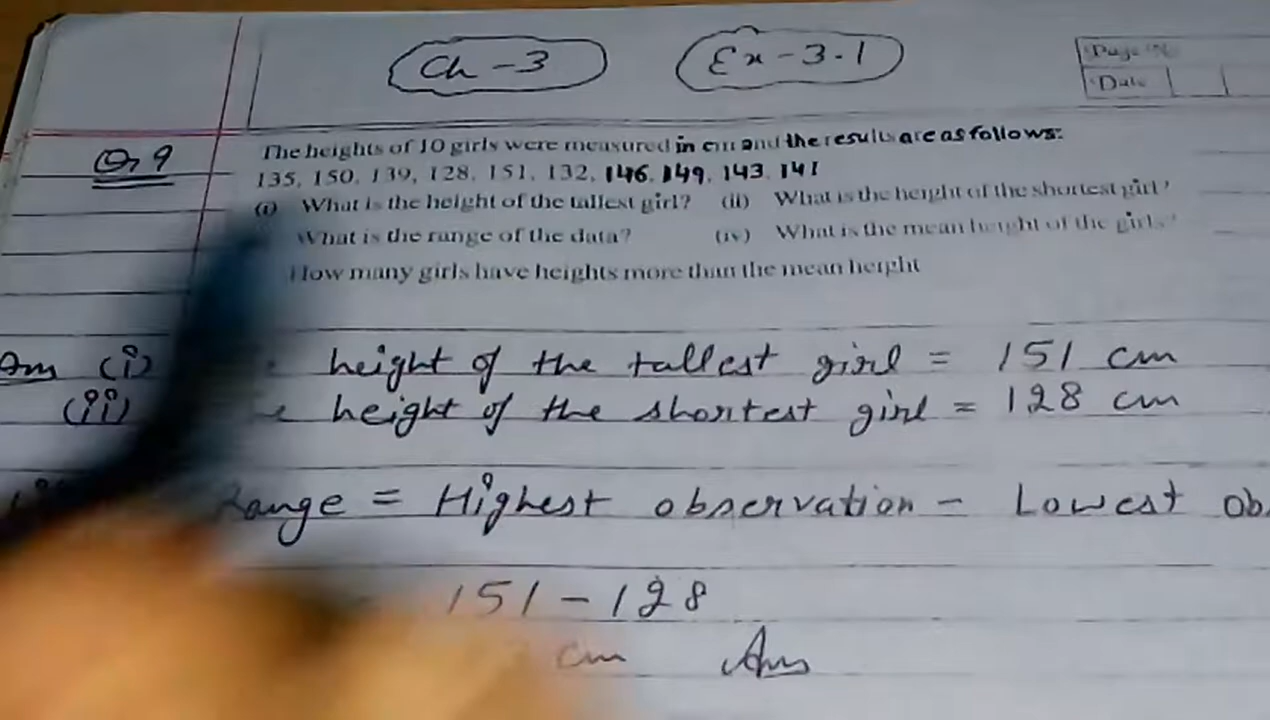 Ch - 3 Ex - 3.1
Page No.
Date
Q. 9 The heights of 10 girls were measured in cm and the results are as follows:
135, 150, 139, 128, 151, 132, 146, 149, 143, 141
(i) What is the height of the tallest girl? (ii) What is the height of the shortest girl?
What is the range of the data? (iv) What is the mean height of the girls?
How many girls have heights more than the mean height
Ans (i) height of the tallest girl = 151 cm
(ii) height of the shortest girl = 128 cm
Range = Highest observation - Lowest ob
151 - 128
cm Ans